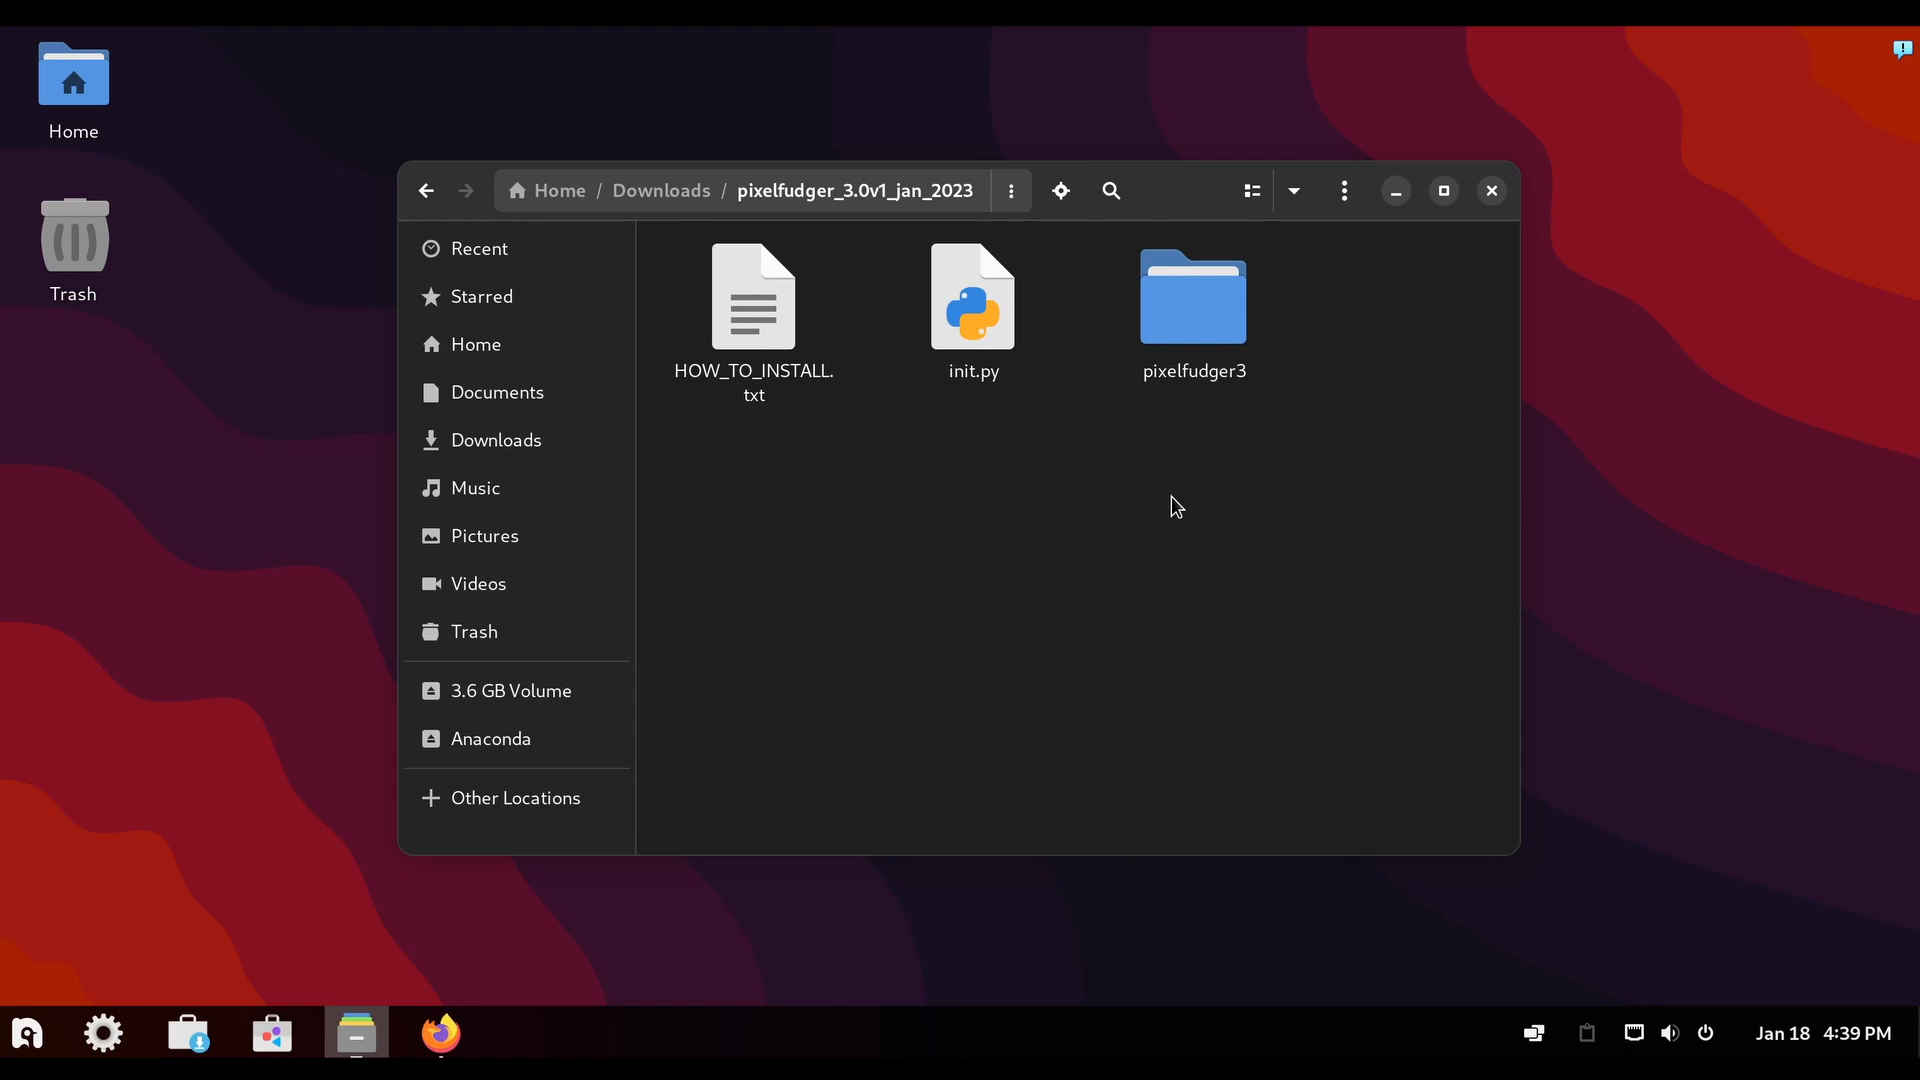 Home
Trash
Home / Downloads / pixelfudger_3.0v1_jan_2023
Recent
Starred
Home
Documents
Downloads
Music
Pictures
Videos
Trash
3.6 GB Volume
Anaconda
Other Locations
HOW_TO_INSTALL.
txt
init.py
pixelfudger3
Jan 18 4:39 PM